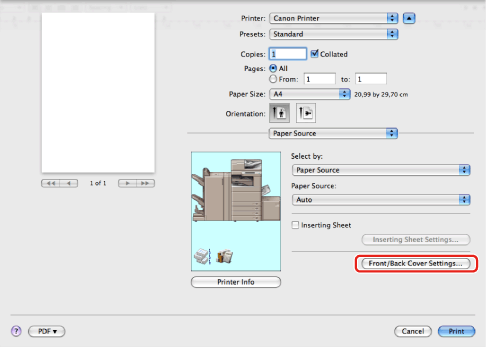 Printer: Canon Printer
Presets: Standard
Copies: 1 Collated
Pages: All
From: 1 to: 1
Paper Size: A4 20,99 by 29,70 cm
Orientation:
Paper Source
Select by:
Paper Source
Paper Source:
Auto
Inserting Sheet
Inserting Sheet Settings...
Front/Back Cover Settings...
1 of 1
Printer Info
? PDF Cancel Print